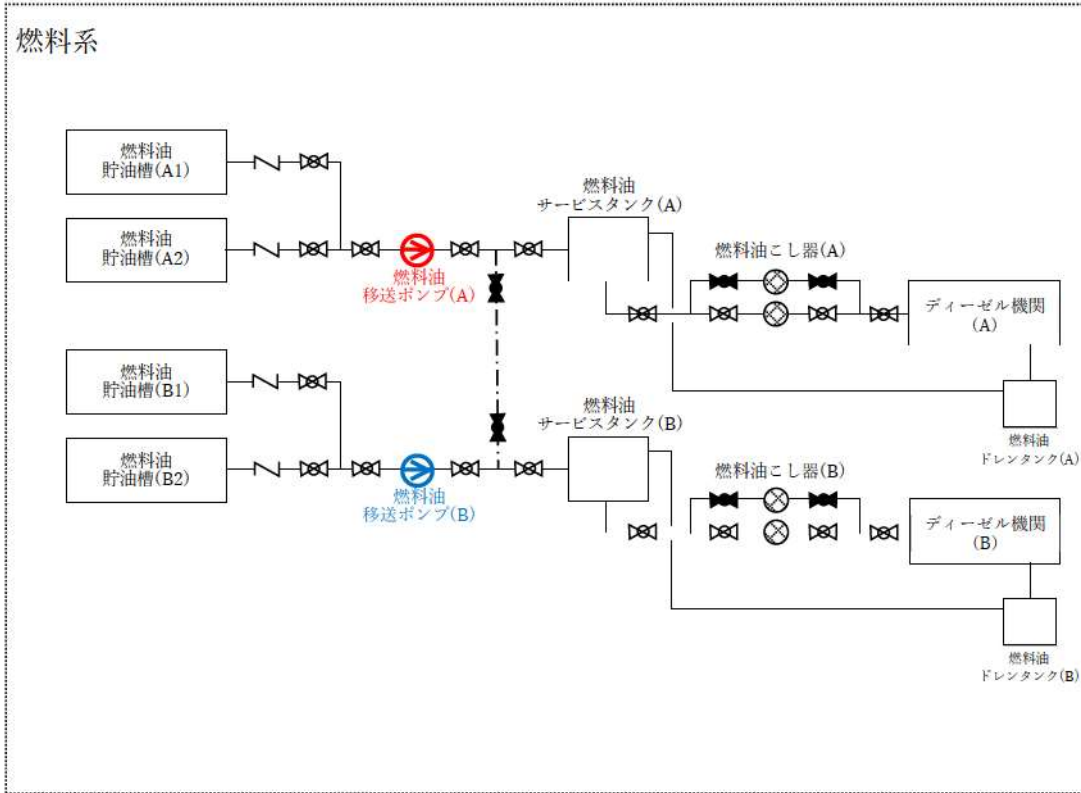 燃料系
燃料油
貯油槽(A1)
燃料油
貯油槽(A2)
燃料油
移送ポンプ(A)
燃料油
サービスタンク(A)
燃料油こし器(A)
ディーゼル機関
(A)
燃料油
ドレンタンク(A)
燃料油
貯油槽(B1)
燃料油
貯油槽(B2)
燃料油
移送ポンプ(B)
燃料油
サービスタンク(B)
燃料油こし器(B)
ディーゼル機関
(B)
燃料油
ドレンタンク(B)